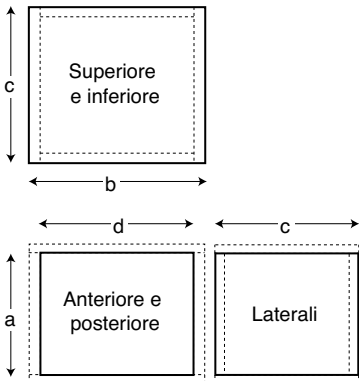 c
Superiore
e inferiore
b
d
c
a
Anteriore e
posteriore
Laterali